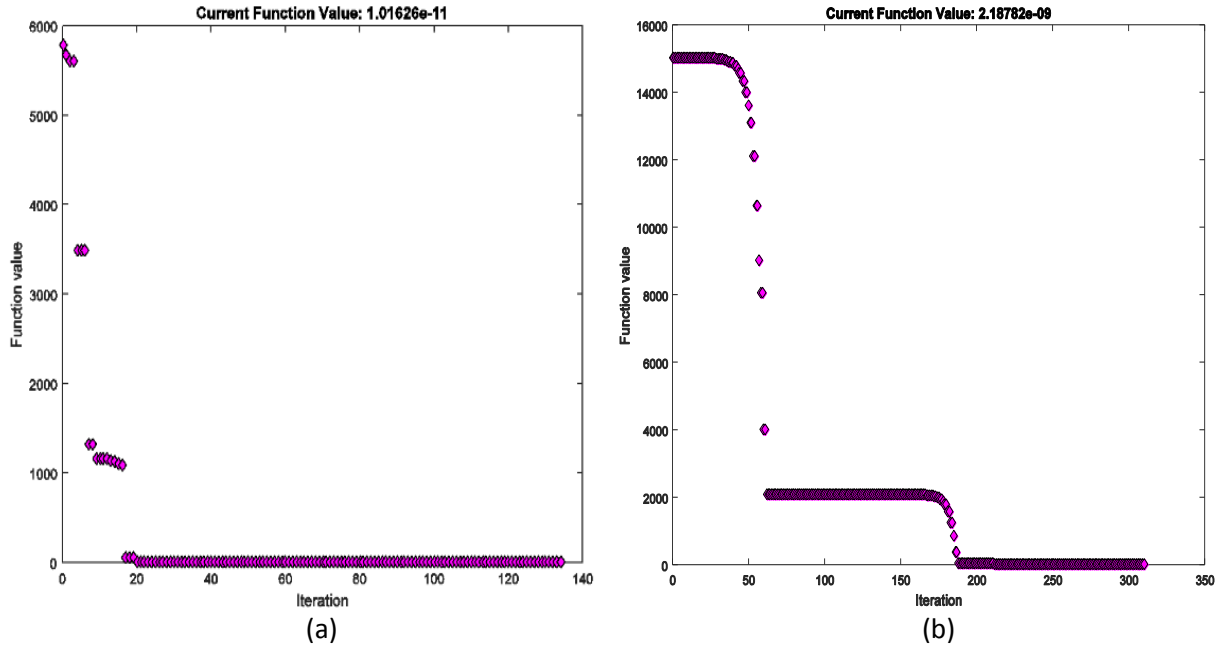 Current Function Value: 1.01626e-11
6000
5000
4000
3000
2000
1000
0
Function value
0 20 40 60 80 100 120 140
Iteration
(a)
Current Function Value: 2.18782e-09
16000
14000
12000
10000
8000
6000
4000
2000
0
Function value
0 50 100 150 200 250 300 350
Iteration
(b)